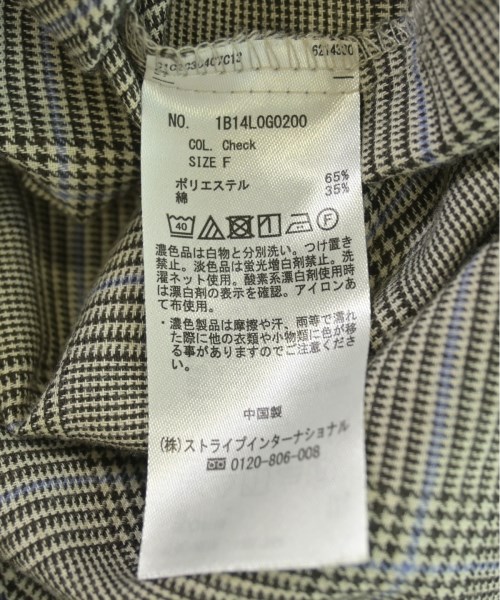 NO. 1B14L0G0200
COL. Check
SIZE F
ポリエステル 65%
綿 35%
40 F
濃色品は白物と分別洗い。つけ置き
禁止。淡色品は蛍光増白剤禁止。洗
濯ネット使用。酸素系漂白剤使用時
は漂白剤の表示を確認。アイロンあ
て布使用。
・濃色製品は摩擦や汗、雨等で濡れ
た際に他の衣類や小物類に色が移
る事がありますのでご注意くださ
い。
中国製
(株)ストライプインターナショナル
0120-806-008